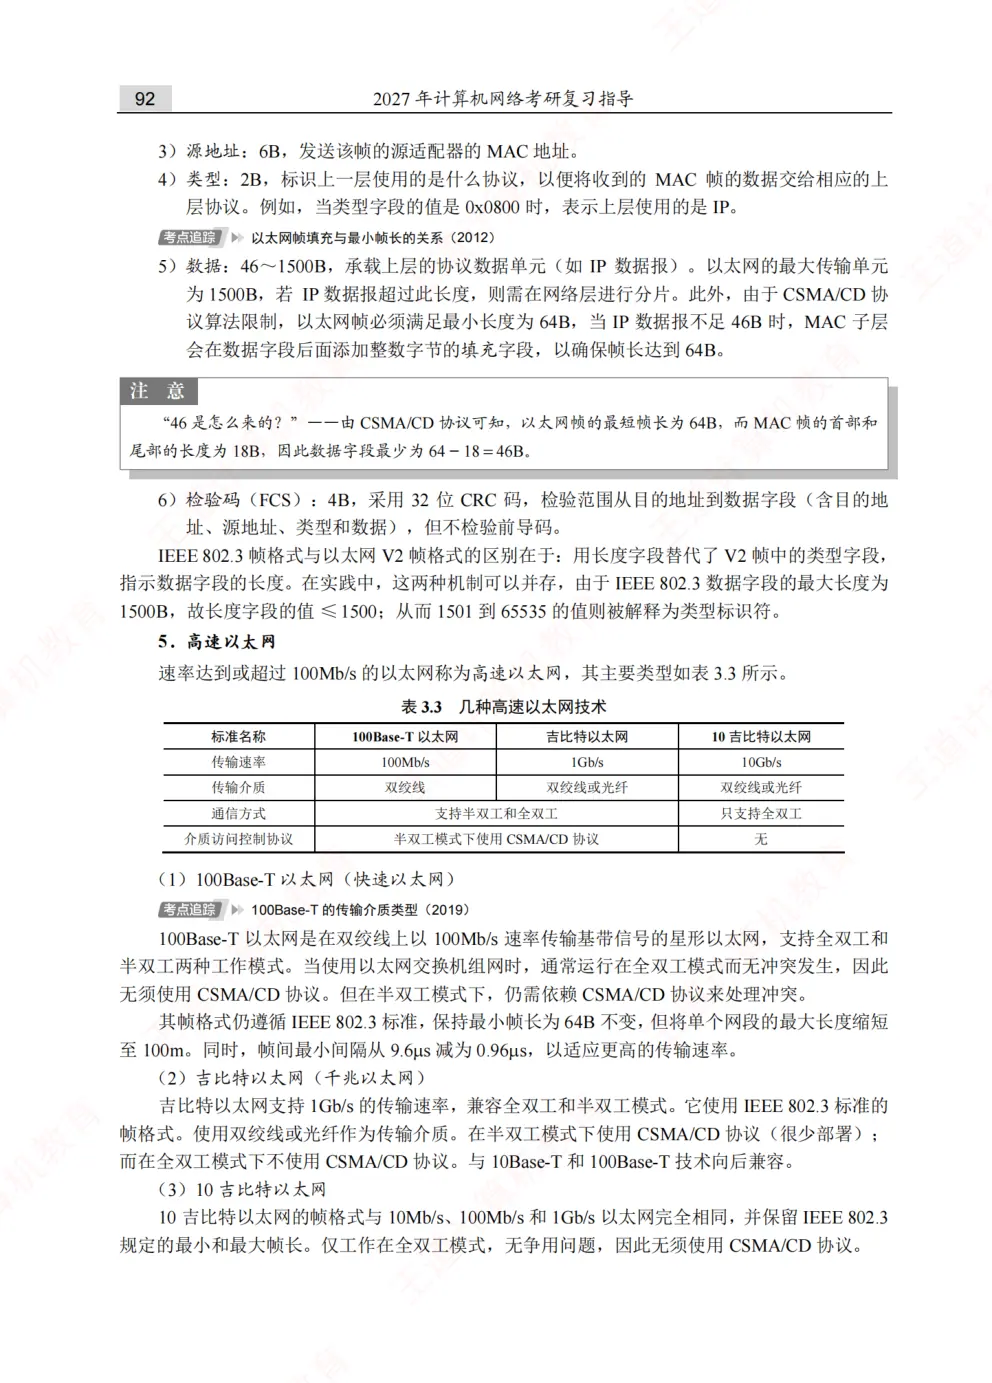 92
2027 年计算机网络考研复习指导
3）源地址：6B，发送该帧的源适配器的 MAC 地址。
4）类型：2B，标识上一层使用的是什么协议，以便将收到的 MAC 帧的数据交给相应的上
层协议。例如，当类型字段的值是 0x0800 时，表示上层使用的是 IP。
考点追踪 以太网帧填充与最小帧长的关系（2012）
5）数据：46～1500B，承载上层的协议数据单元（如 IP 数据报）。以太网的最大传输单元
为 1500B，若 IP 数据报超过此长度，则需在网络层进行分片。此外，由于 CSMA/CD 协
议算法限制，以太网帧必须满足最小长度为 64B，当 IP 数据报不足 46B 时，MAC 子层
会在数据字段后面添加整数字节的填充字段，以确保帧长达到 64B。
注 意
“46 是怎么来的？”——由 CSMA/CD 协议可知，以太网帧的最短帧长为 64B，而 MAC 帧的首部和
尾部的长度为 18B，因此数据字段最少为 64 − 18 = 46B。
6）检验码（FCS）：4B，采用 32 位 CRC 码，检验范围从目的地址到数据字段（含目的地
址、源地址、类型和数据），但不检验前导码。
IEEE 802.3 帧格式与以太网 V2 帧格式的区别在于：用长度字段替代了 V2 帧中的类型字段，
指示数据字段的长度。在实践中，这两种机制可以并存，由于 IEEE 802.3 数据字段的最大长度为
1500B，故长度字段的值 ≤1500；从而 1501 到 65535 的值则被解释为类型标识符。
5．高速以太网
速率达到或超过 100Mb/s 的以太网称为高速以太网，其主要类型如表 3.3 所示。
表 3.3 几种高速以太网技术
标准名称 100Base-T 以太网 吉比特以太网 10 吉比特以太网
传输速率 100Mb/s 1Gb/s 10Gb/s
传输介质 双绞线 双绞线或光纤 双绞线或光纤
通信方式 支持半双工和全双工 只支持全双工
介质访问控制协议 半双工模式下使用 CSMA/CD 协议 无
（1）100Base-T 以太网（快速以太网）
考点追踪 100Base-T 的传输介质类型（2019）
100Base-T 以太网是在双绞线上以 100Mb/s 速率传输基带信号的星形以太网，支持全双工和
半双工两种工作模式。当使用以太网交换机组网时，通常运行在全双工模式而无冲突发生，因此
无须使用 CSMA/CD 协议。但在半双工模式下，仍需依赖 CSMA/CD 协议来处理冲突。
其帧格式仍遵循 IEEE 802.3 标准，保持最小帧长为 64B 不变，但将单个网段的最大长度缩短
至 100m。同时，帧间最小间隔从 9.6μs 减为 0.96μs，以适应更高的传输速率。
（2）吉比特以太网（千兆以太网）
吉比特以太网支持 1Gb/s 的传输速率，兼容全双工和半双工模式。它使用 IEEE 802.3 标准的
帧格式。使用双绞线或光纤作为传输介质。在半双工模式下使用 CSMA/CD 协议（很少部署）；
而在全双工模式下不使用 CSMA/CD 协议。与 10Base-T 和 100Base-T 技术向后兼容。
（3）10 吉比特以太网
10 吉比特以太网的帧格式与 10Mb/s、100Mb/s 和 1Gb/s 以太网完全相同，并保留 IEEE 802.3
规定的最小和最大帧长。仅工作在全双工模式，无争用问题，因此无须使用 CSMA/CD 协议。